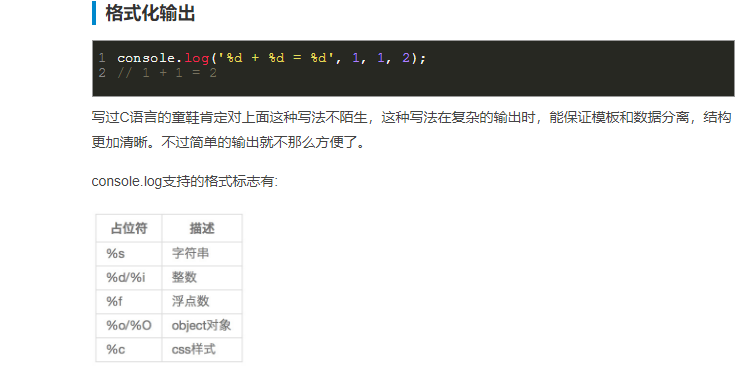 格式化输出
1 console.log('%d + %d = %d', 1, 1, 2);
2 // 1 + 1 = 2
写过C语言的童鞋肯定对上面这种写法不陌生，这种写法在复杂的输出时，能保证模板和数据分离，结构
更加清晰。不过简单的输出就不那么方便了。
console.log支持的格式标志有:
占位符 描述
%s 字符串
%d/%i 整数
%f 浮点数
%o/%O object对象
%c css样式